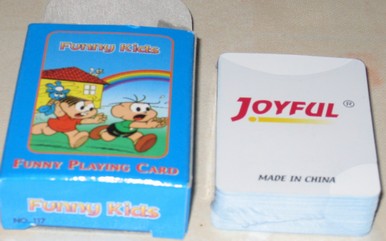 Funny Kids
FUNNY PLAYING CARD
Funny Kids
NO. 117
JOYFUL ®
MADE IN CHINA